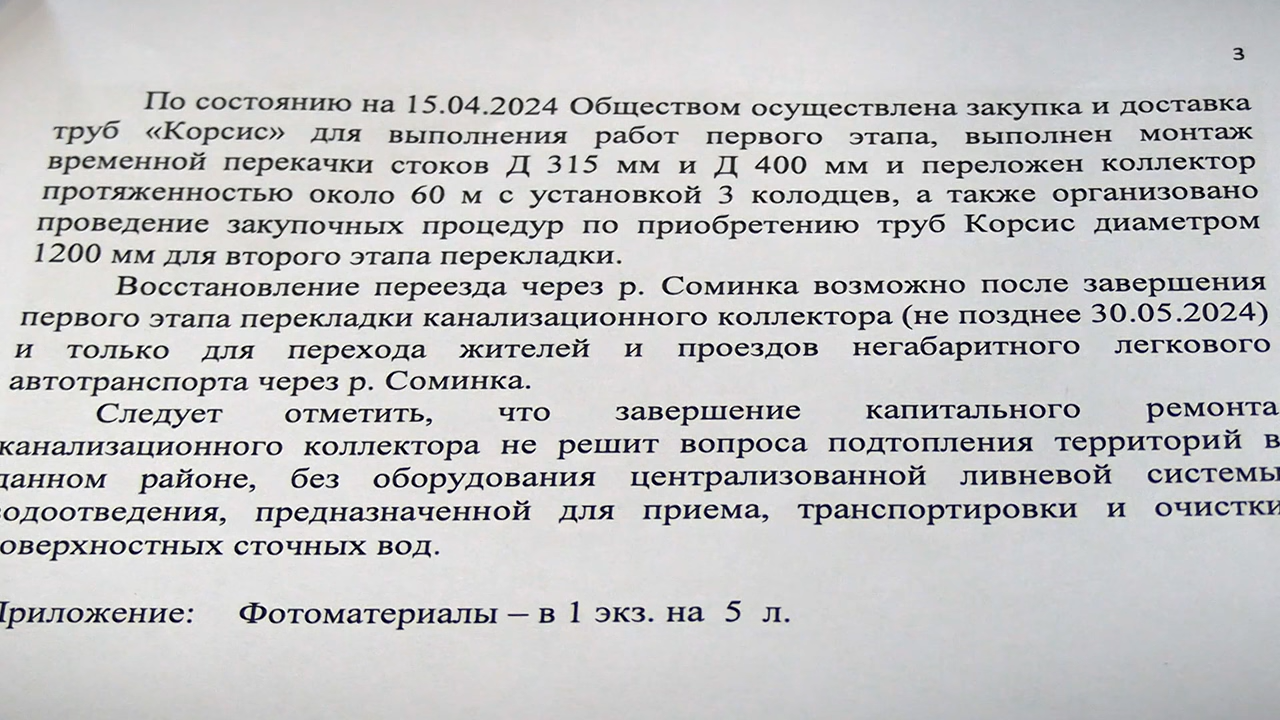 3
По состоянию на 15.04.2024 Обществом осуществлена закупка и доставка
труб «Корсис» для выполнения работ первого этапа, выполнен монтаж
временной перекачки стоков Д 315 мм и Д 400 мм и переложен коллектор
протяженностью около 60 м с установкой 3 колодцев, а также организовано
проведение закупочных процедур по приобретению труб Корсис диаметром
1200 мм для второго этапа перекладки.
Восстановление переезда через р. Соминка возможно после завершения
первого этапа перекладки канализационного коллектора (не позднее 30.05.2024)
и только для перехода жителей и проездов негабаритного легкового
автотранспорта через р. Соминка.
Следует отметить, что завершение капитального ремонта
канализационного коллектора не решит вопроса подтопления территорий в
данном районе, без оборудования централизованной ливневой системы
водоотведения, предназначенной для приема, транспортировки и очистки
оверхностных сточных вод.
Приложение: Фотоматериалы – в 1 экз. на 5 л.